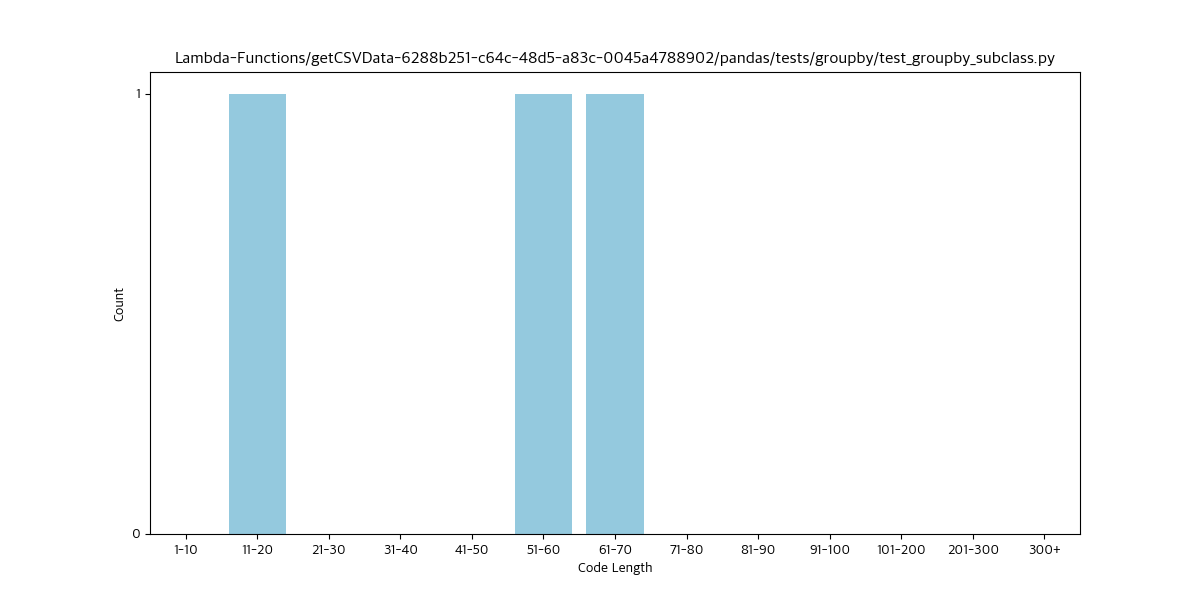 Lambda-Functions/getCSVData-6288b251-c64c-48d5-a83c-0045a4788902/pandas/tests/groupby/test_groupby_subclass.py
1
Count
0
1-10 11-20 21-30 31-40 41-50 51-60 61-70 71-80 81-90 91-100 101-200 201-300 300+
Code Length